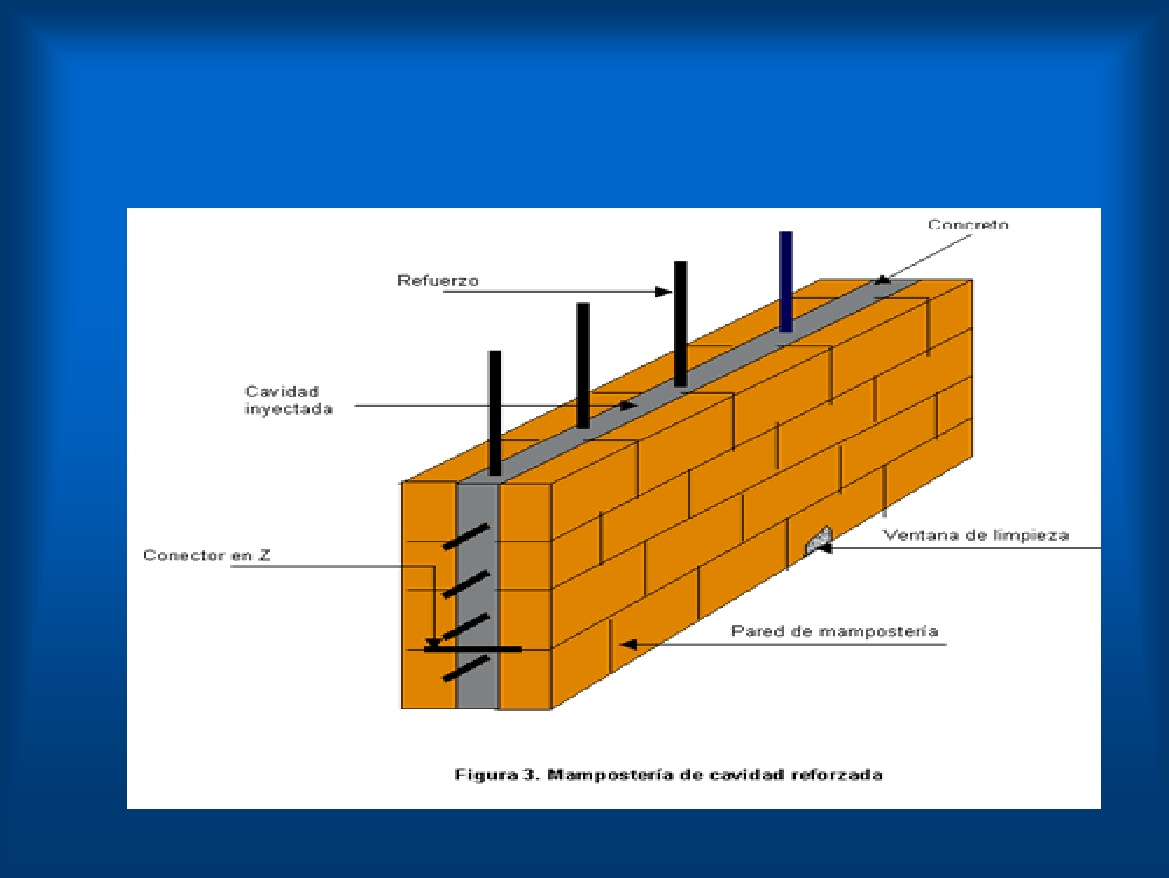 Concreto
Refuerzo
Cavidad
inyectada
Ventana de limpieza
Conector en Z
Pared de mampostería
Figura 3. Mampostería de cavidad reforzada